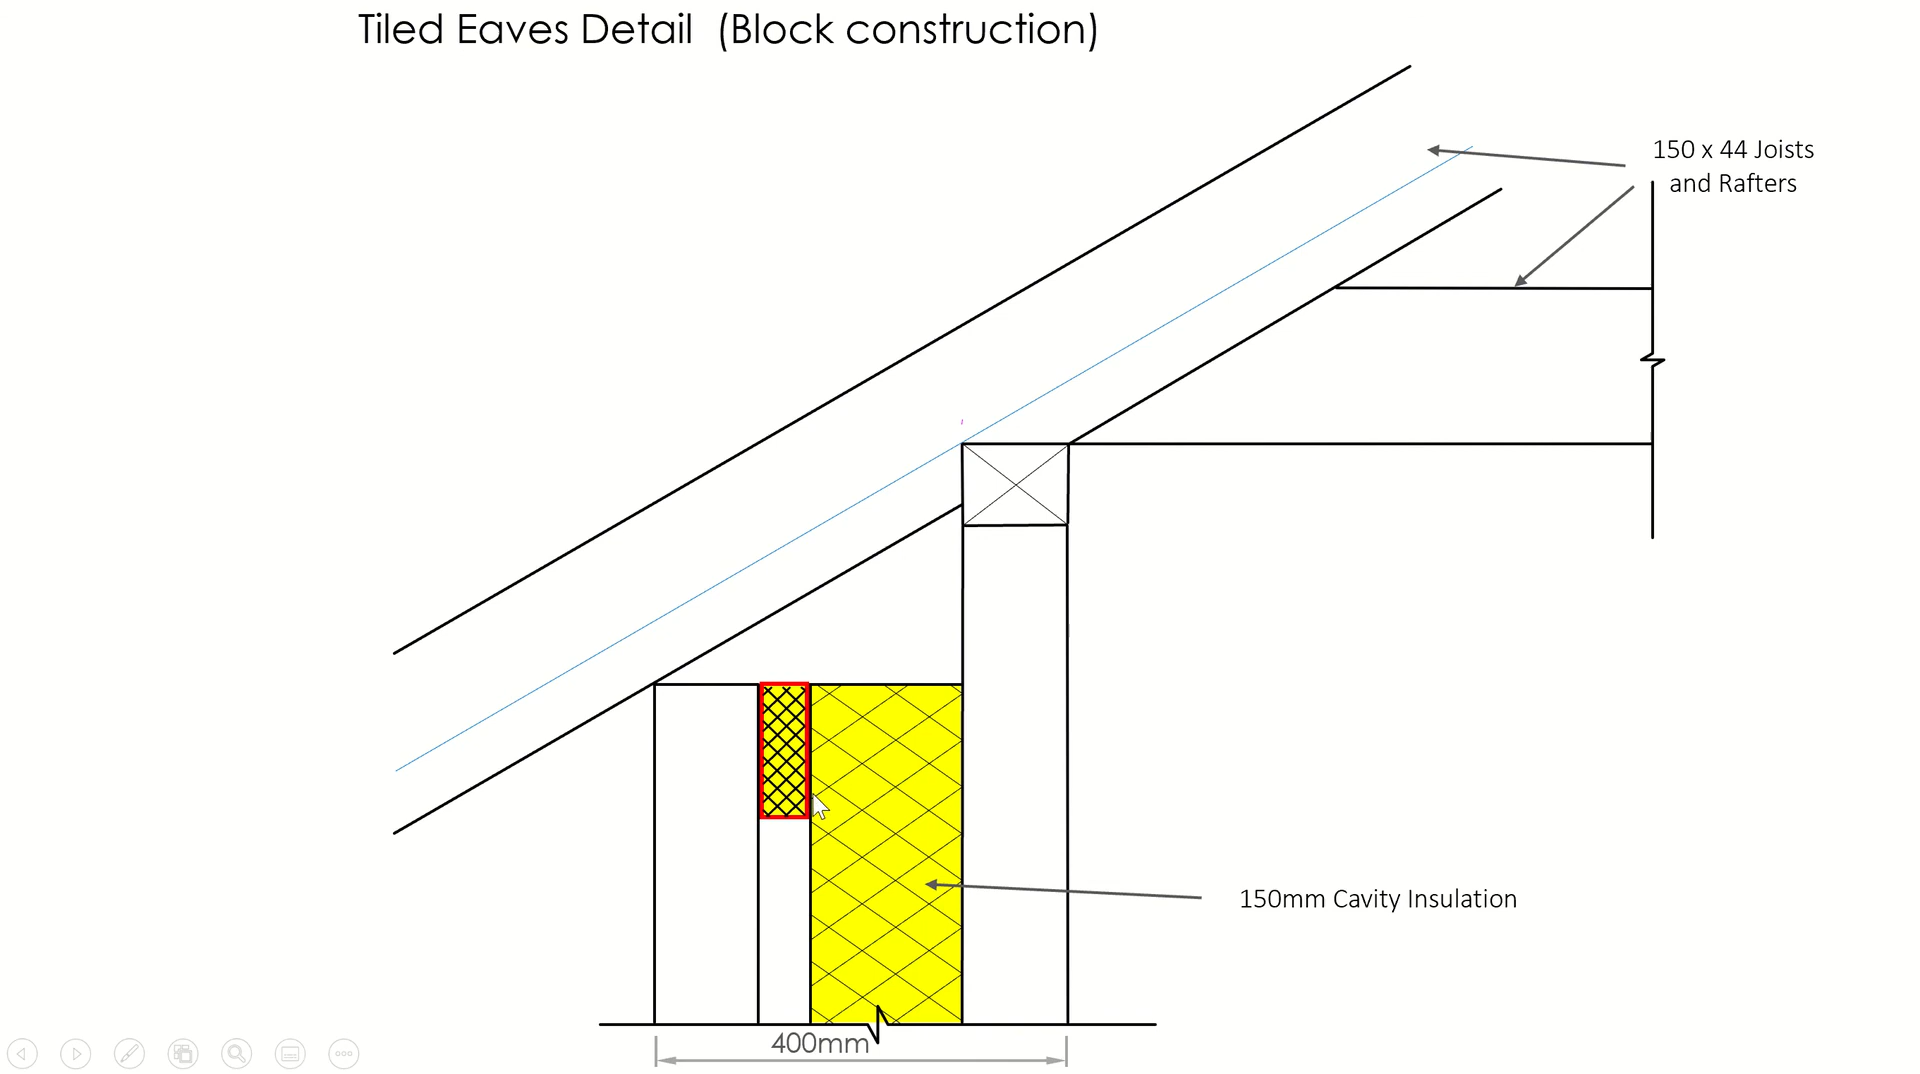 Tiled Eaves Detail (Block construction)
150 x 44 Joists
and Rafters
150mm Cavity Insulation
400mm